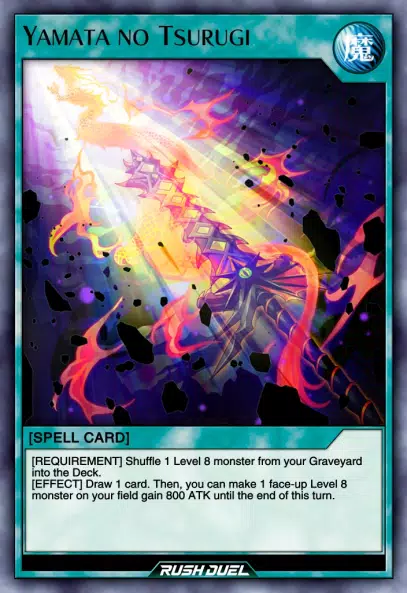 Yamata no Tsurugi
魔
[SPELL CARD]
[REQUIREMENT] Shuffle 1 Level 8 monster from your Graveyard
into the Deck.
[EFFECT] Draw 1 card. Then, you can make 1 face-up Level 8
monster on your field gain 800 ATK until the end of this turn.
RUSH DUEL